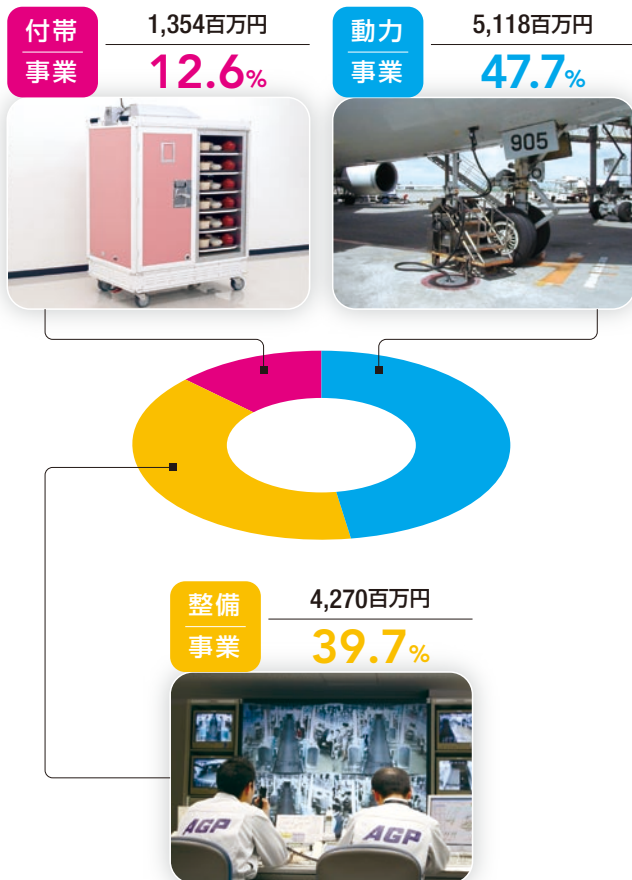 付帯
事業
1,354百万円
12.6%
動力
事業
5,118百万円
47.7%
905
整備
事業
4,270百万円
39.7%
AGP
AGP